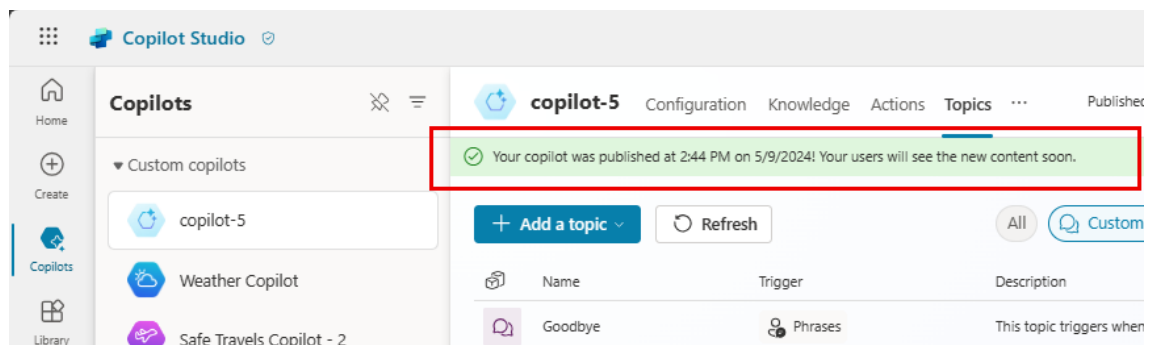 Copilot Studio
Home
Create
Copilots
Library
Copilots
Custom copilots
copilot-5
Weather Copilot
Safe Travels Copilot - 2
copilot-5 Configuration Knowledge Actions Topics ... Published
Your copilot was published at 2:44 PM on 5/9/2024! Your users will see the new content soon.
+ Add a topic Refresh All Custom
Name Trigger Description
Goodbye Phrases This topic triggers when